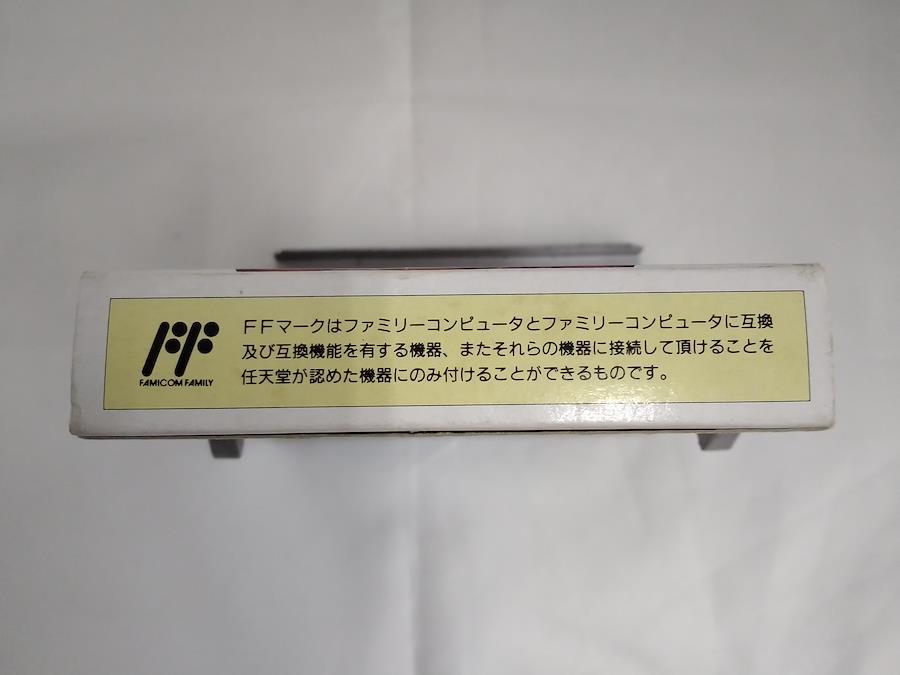 FFマークはファミリーコンピュータとファミリーコンピュータに互換
及び互換機能を有する機器、またそれらの機器に接続して頂けることを
任天堂が認めた機器にのみ付けることができるものです。
FF
FAMICOM FAMILY